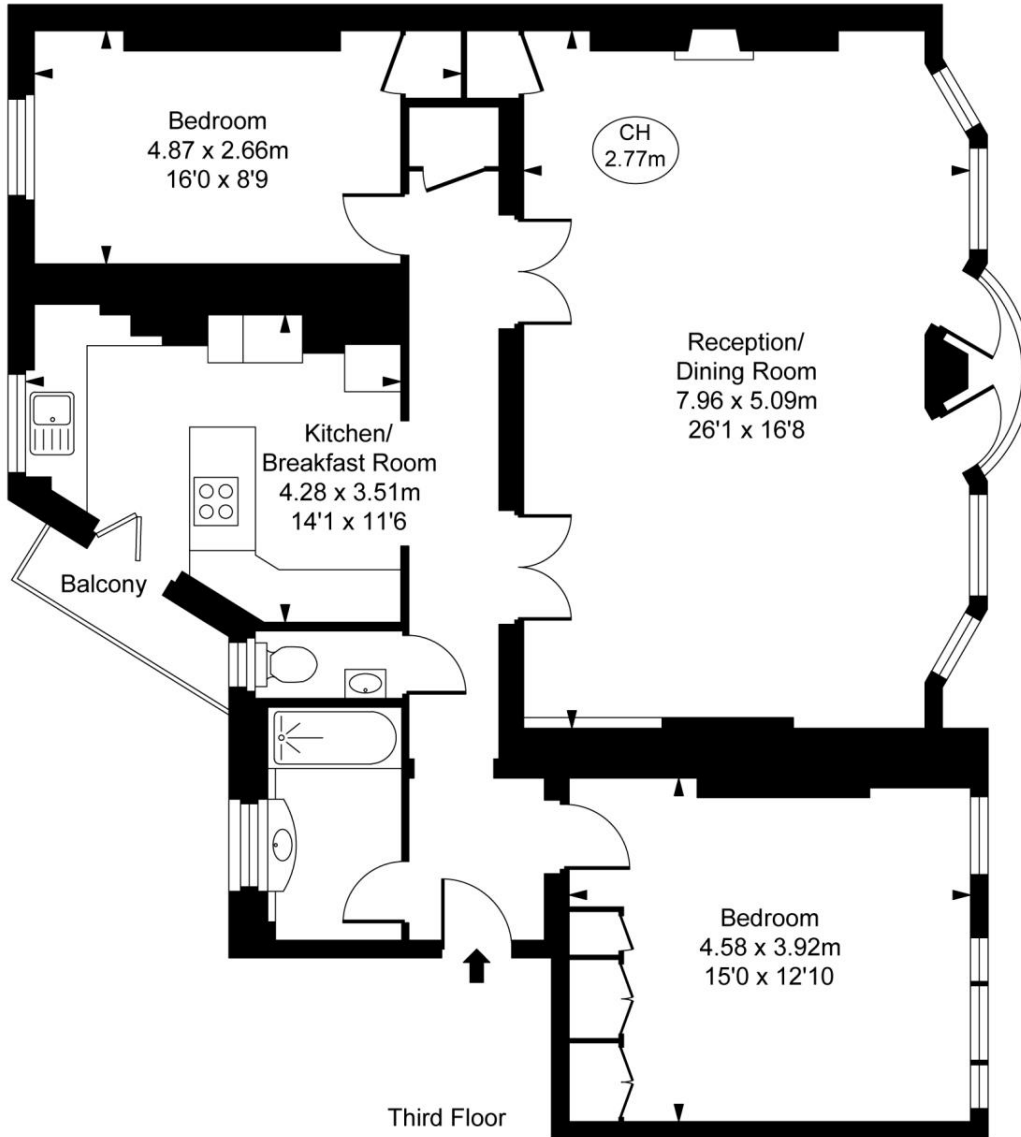 Bedroom
4.87 x 2.66m
16'0 x 8'9
CH
2.77m
Reception/
Dining Room
7.96 x 5.09m
26'1 x 16'8
Kitchen/
Breakfast Room
4.28 x 3.51m
14'1 x 11'6
Balcony
Bedroom
4.58 x 3.92m
15'0 x 12'10
Third Floor